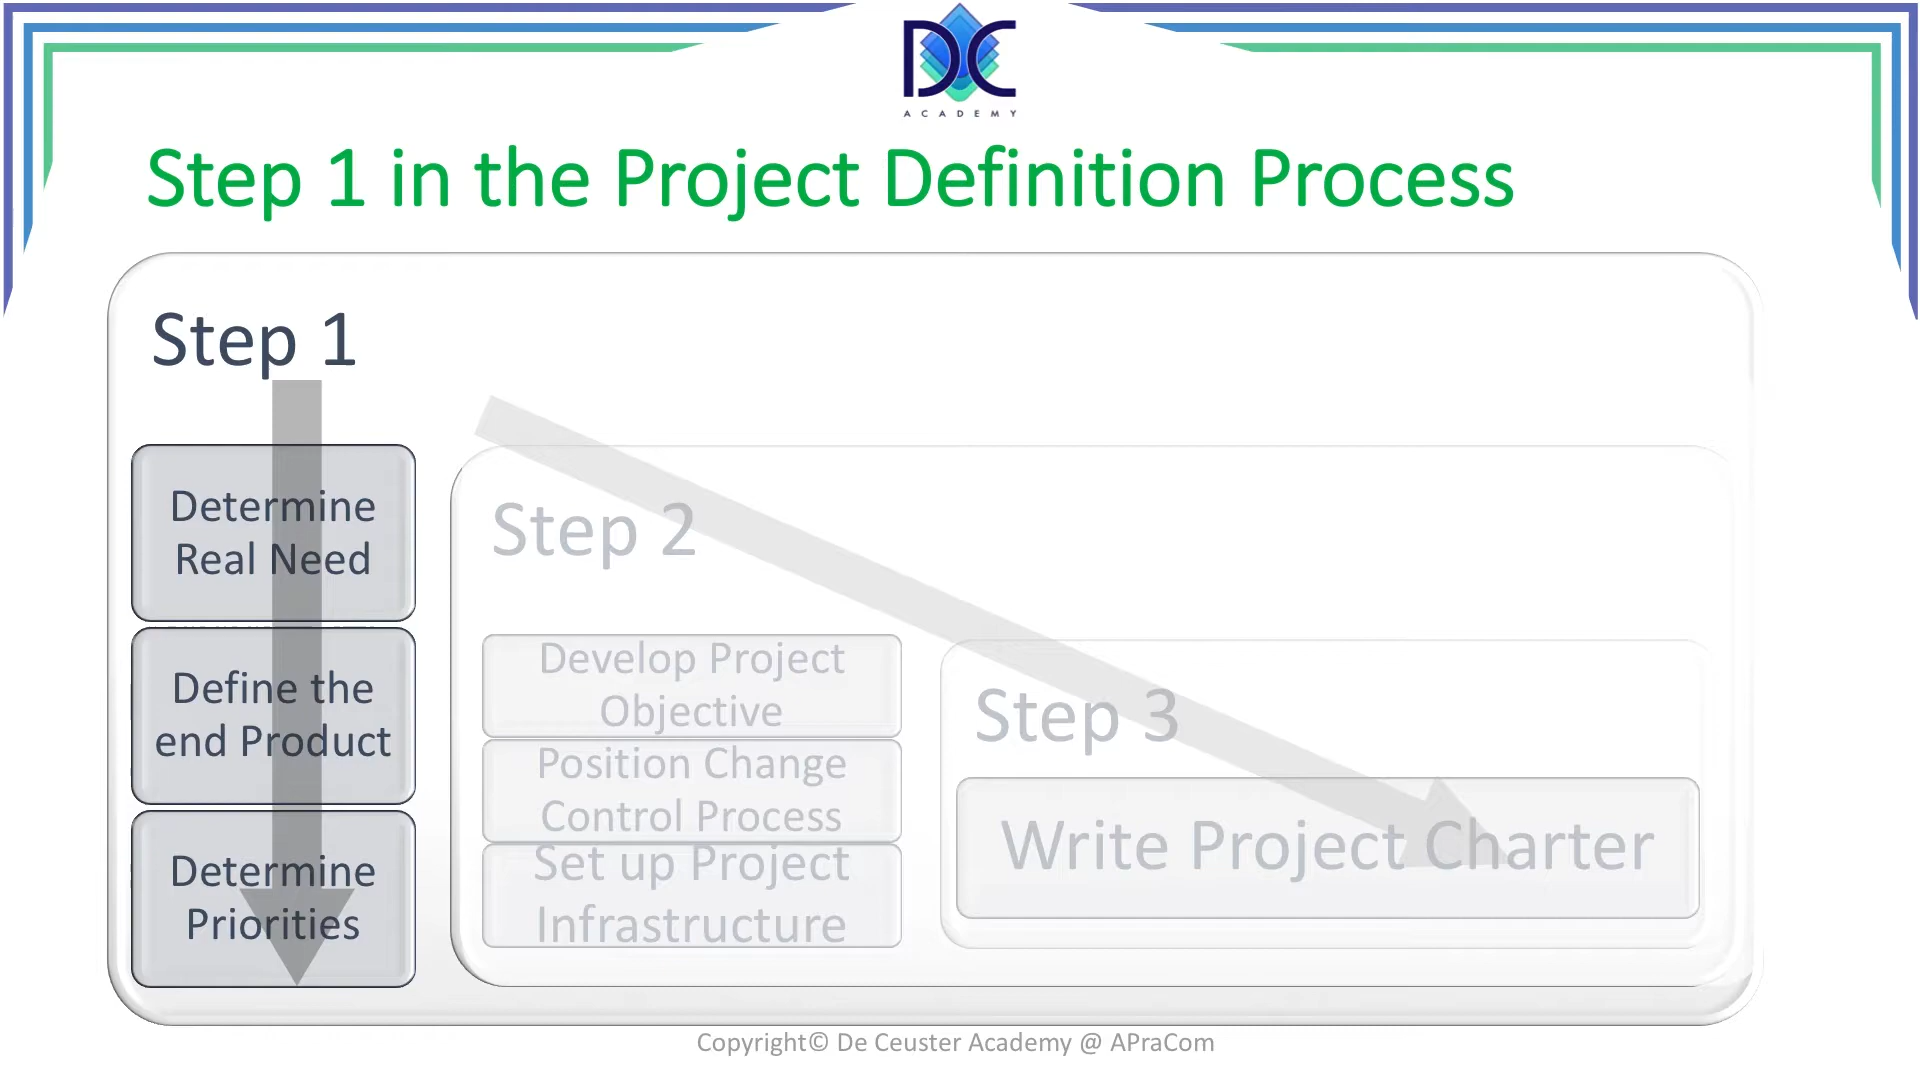 DC
ACADEMY
Step 1 in the Project Definition Process
Step 1
Determine
Real Need
Define the
end Product
Determine
Priorities
Step 2
Develop Project
Objective
Position Change
Control Process
Set up Project
Infrastructure
Step 3
Write Project Charter
Copyright© De Ceuster Academy @ APraCom